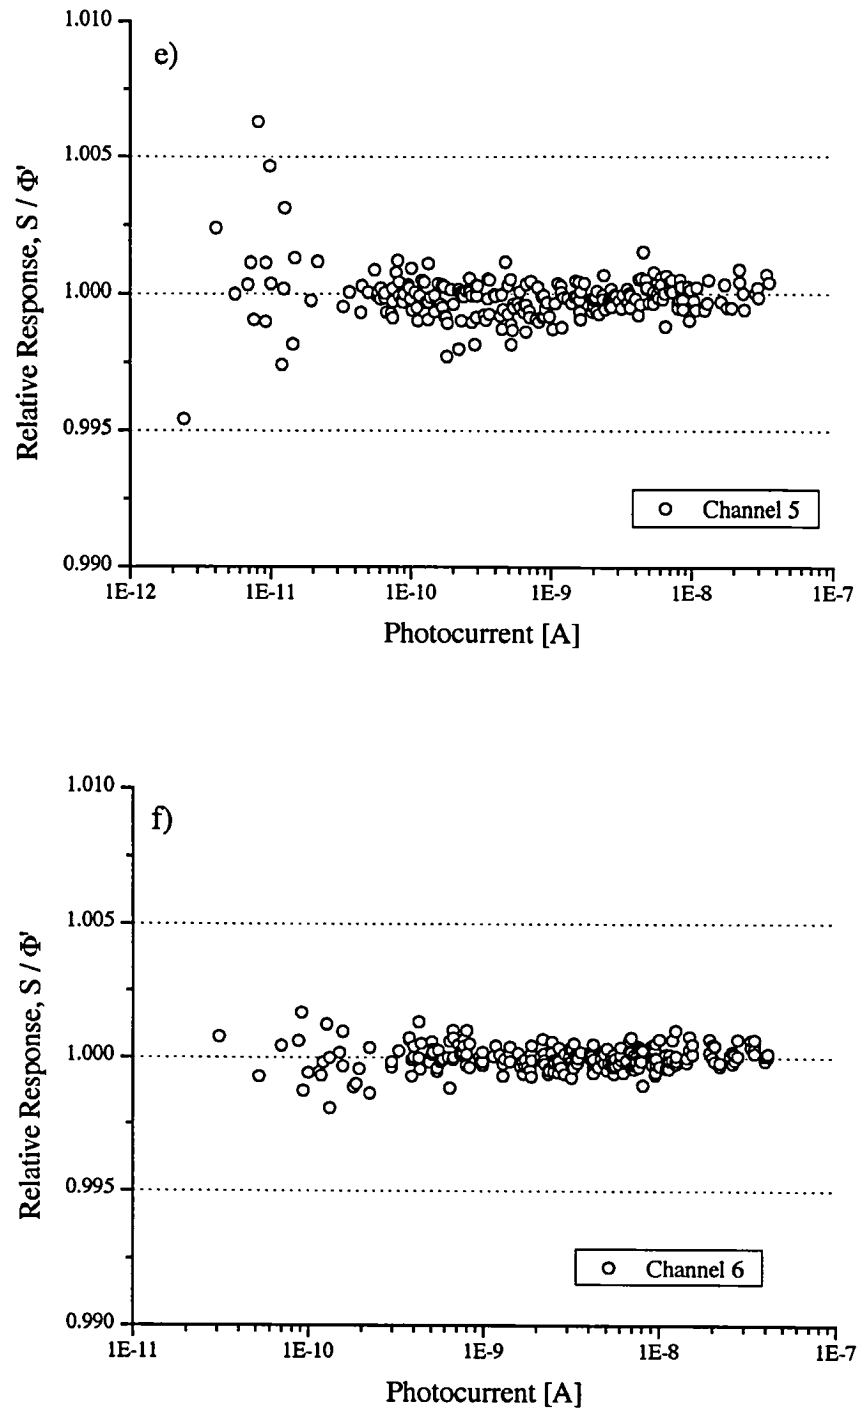 e)
1.010
1.005
1.000
0.995
0.990
Relative Response, S / Φ'
Channel 5
1E-12 1E-11 1E-10 1E-9 1E-8 1E-7
Photocurrent [A]
f)
1.010
1.005
1.000
0.995
0.990
Relative Response, S / Φ'
Channel 6
1E-11 1E-10 1E-9 1E-8 1E-7
Photocurrent [A]